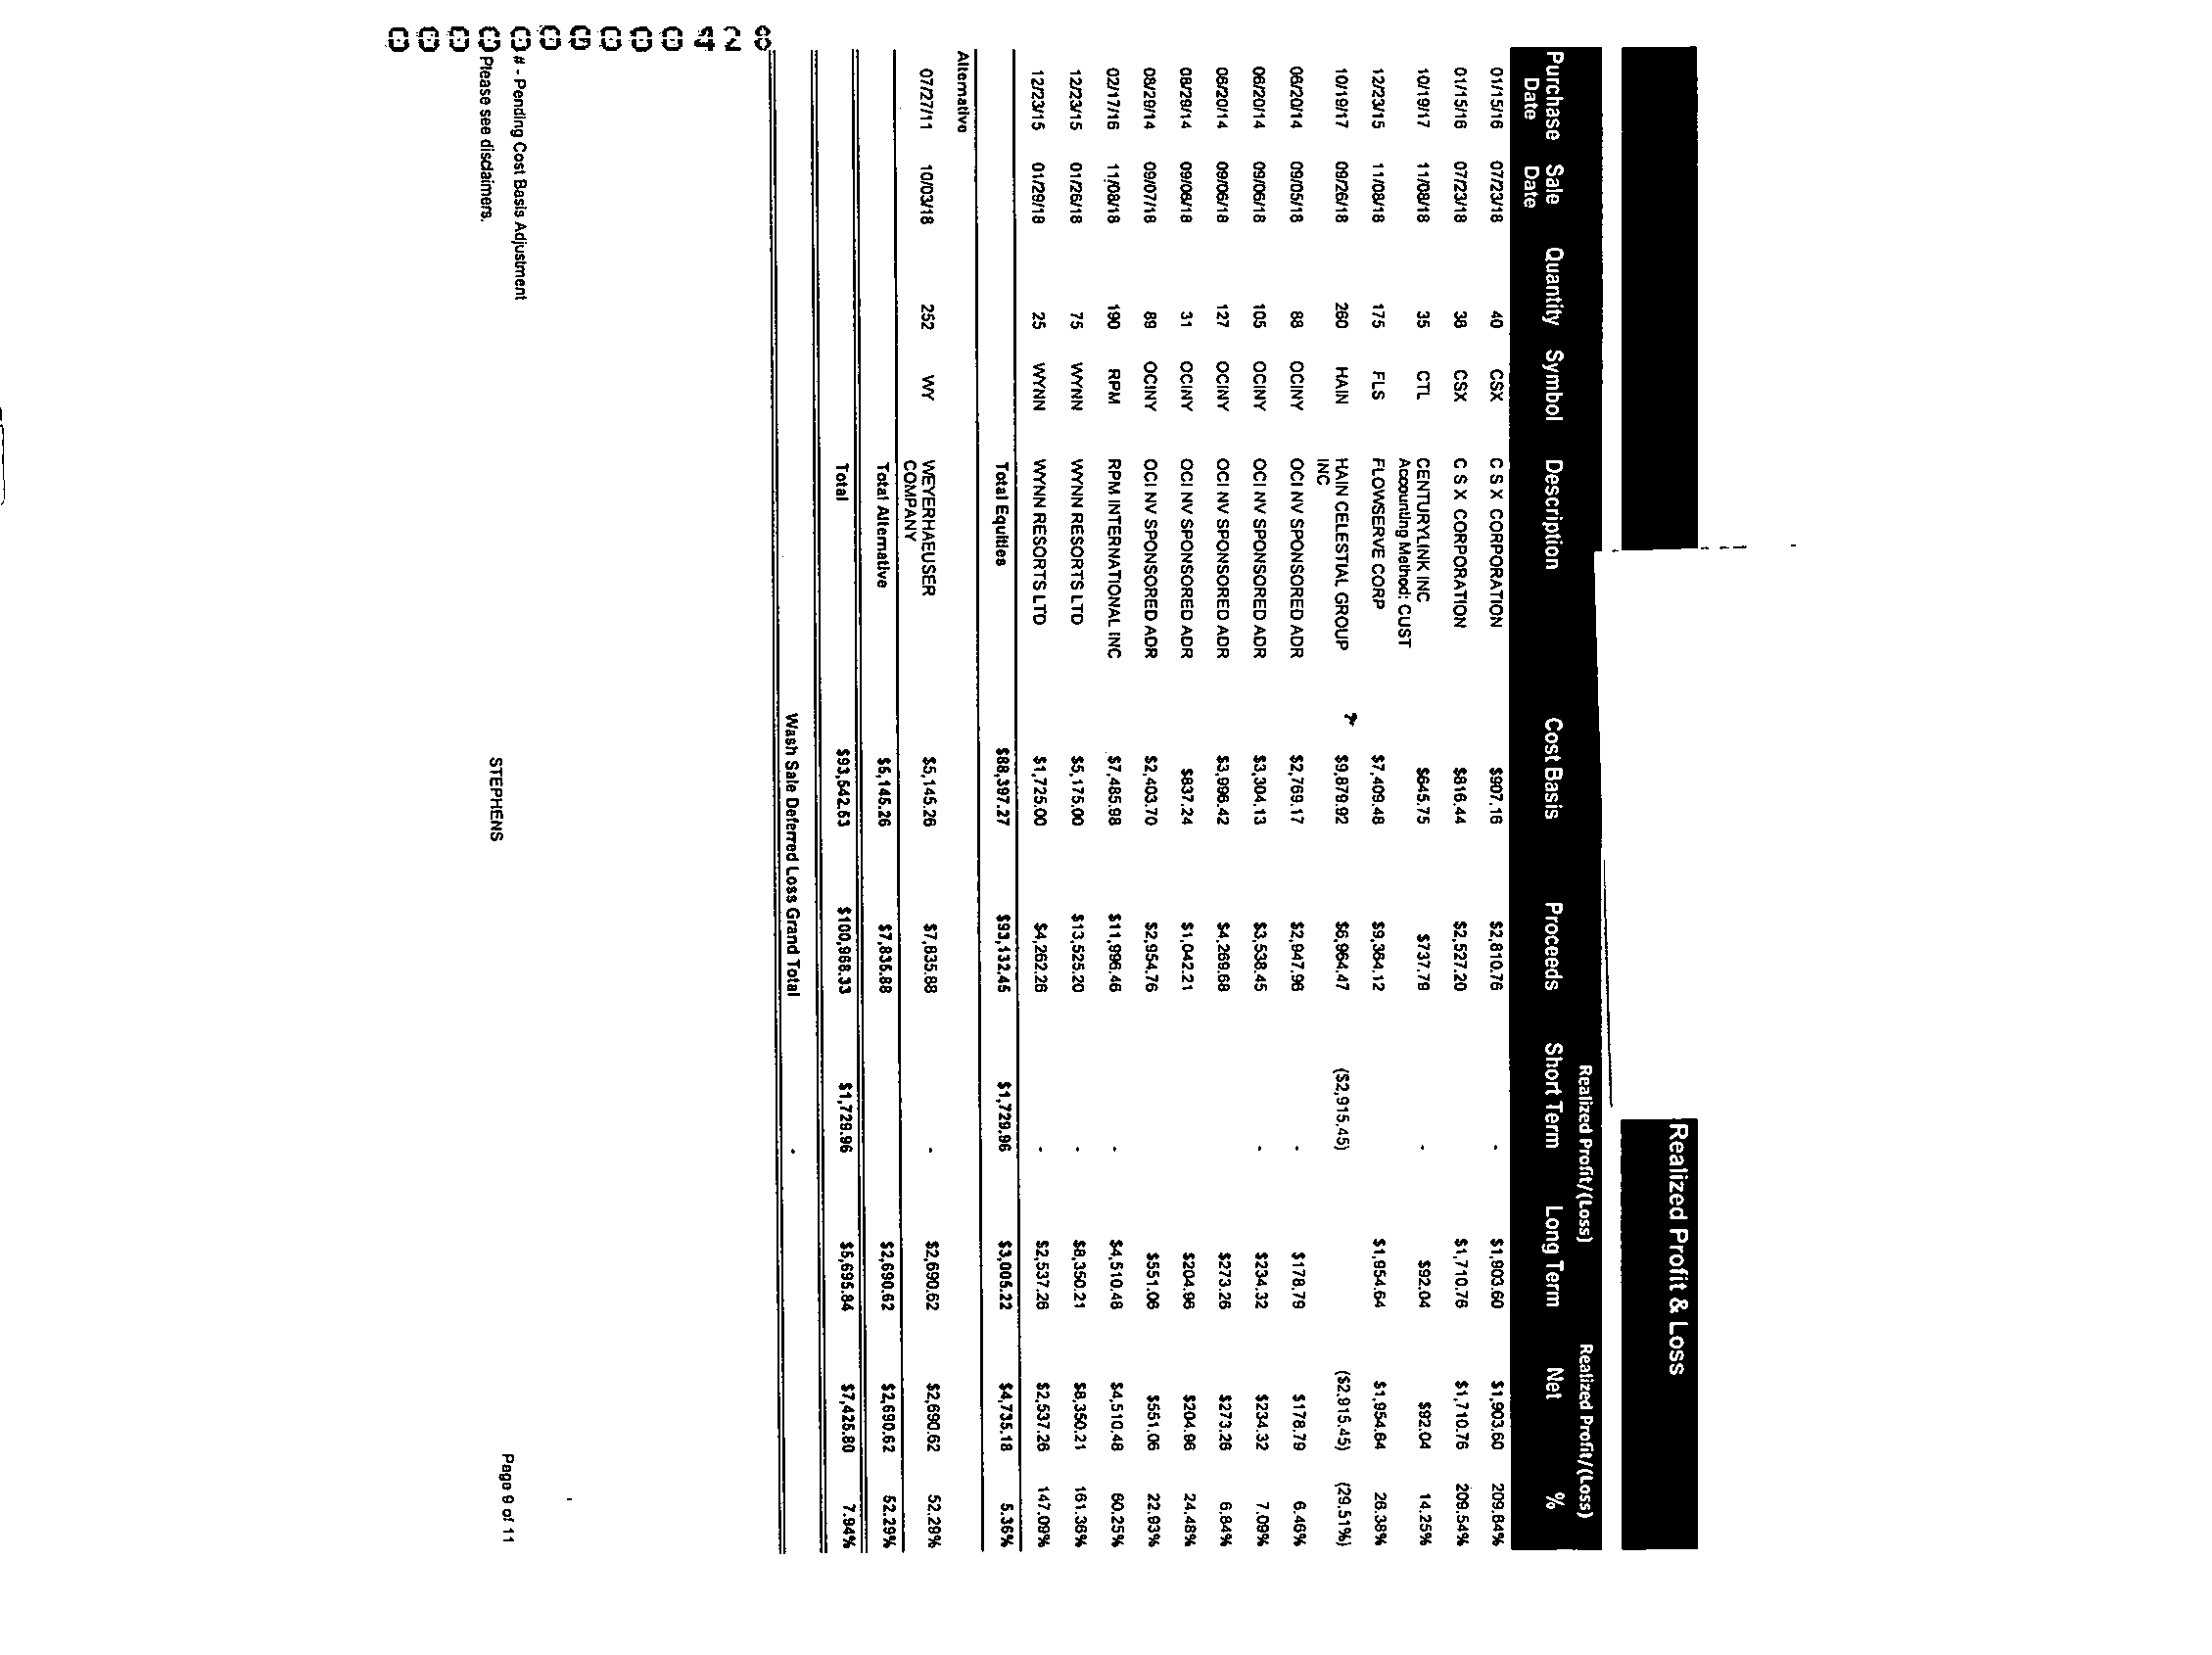 Realized Profit & Loss
Realized Profit/(Loss) Realized Profit/(Loss)
Purchase Date Sale Date Quantity Symbol Description Cost Basis Proceeds Short Term Long Term Net %
01/15/16 07/23/18 40 CSX C S X CORPORATION $907.16 $2,810.76 - $1,903.60 $1,903.60 209.84%
01/15/16 07/23/18 38 CSX C S X CORPORATION $816.44 $2,527.20 $1,710.76 $1,710.76 209.54%
10/19/17 11/08/18 35 CTL CENTURYLINK INC $645.75 $737.79 - $92.04 $92.04 14.25%
Accounting Method: CUST
12/23/15 11/08/18 175 FLS FLOWSERVE CORP $7,409.48 $9,364.12 $1,954.64 $1,954.64 26.38%
10/19/17 09/26/18 260 HAIN HAIN CELESTIAL GROUP $9,879.92 $6,964.47 ($2,915.45) ($2,915.45) (29.51%)
INC
06/20/14 09/05/18 88 OCINY OCI NV SPONSORED ADR $2,769.17 $2,947.96 - $178.79 $178.79 6.46%
06/20/14 09/06/18 105 OCINY OCI NV SPONSORED ADR $3,304.13 $3,538.45 - $234.32 $234.32 7.09%
06/20/14 09/06/18 127 OCINY OCI NV SPONSORED ADR $3,996.42 $4,269.68 $273.26 $273.26 6.84%
08/29/14 09/06/18 31 OCINY OCI NV SPONSORED ADR $837.24 $1,042.21 $204.96 $204.96 24.48%
08/29/14 09/07/18 89 OCINY OCI NV SPONSORED ADR $2,403.70 $2,954.76 $551.06 $551.06 22.93%
02/17/16 11/08/18 190 RPM RPM INTERNATIONAL INC $7,485.98 $11,996.46 - $4,510.48 $4,510.48 60.25%
12/23/15 01/26/18 75 WYNN WYNN RESORTS LTD $5,175.00 $13,525.20 - $8,350.21 $8,350.21 161.36%
12/23/15 01/29/18 25 WYNN WYNN RESORTS LTD $1,725.00 $4,262.26 - $2,537.26 $2,537.26 147.09%
Total Equities $88,397.27 $93,132.45 $1,729.96 $3,005.22 $4,735.18 5.36%
Alternative
07/27/11 10/03/18 252 WY WEYERHAEUSER $5,145.26 $7,835.88 - $2,690.62 $2,690.62 52.29%
COMPANY
Total Alternative $5,145.26 $7,835.88 $2,690.62 $2,690.62 52.29%
Total $93,542.53 $100,968.33 $1,729.96 $5,695.84 $7,425.80 7.94%
Wash Sale Deferred Loss Grand Total -
# - Pending Cost Basis Adjustment
Please see disclaimers.
STEPHENS
Page 9 of 11